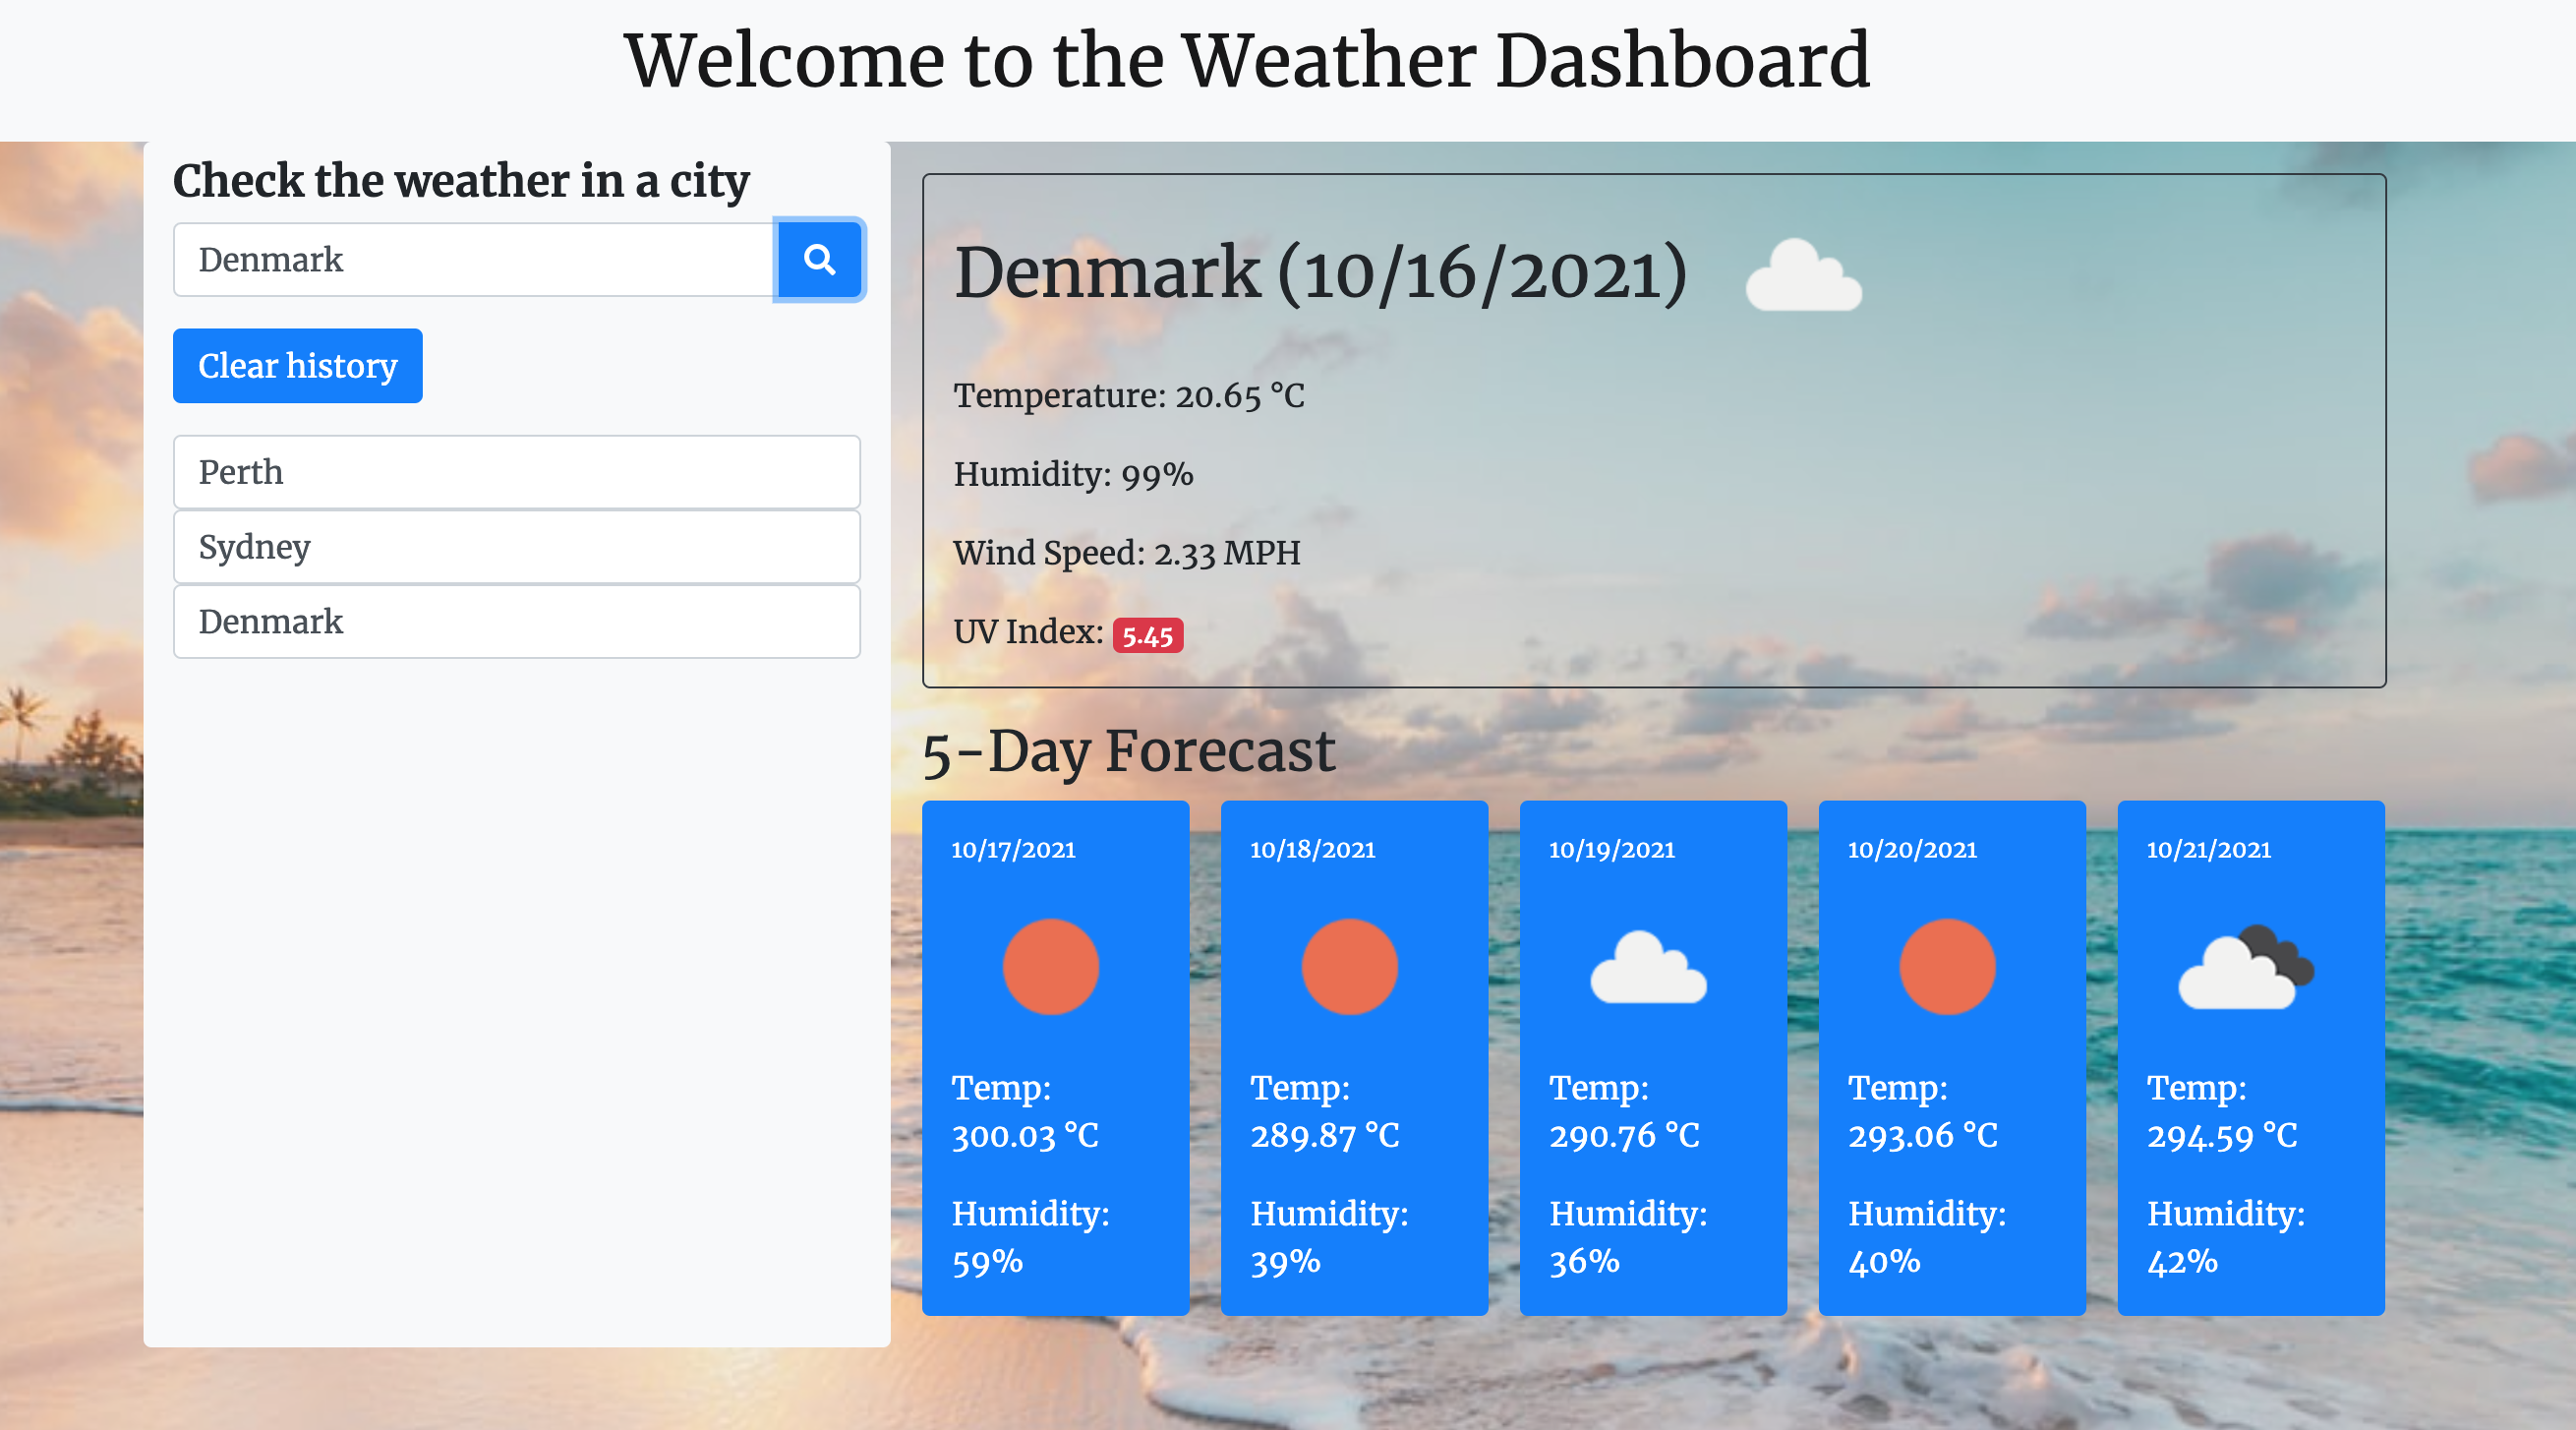 Welcome to the Weather Dashboard
Check the weather in a city
Denmark
Clear history
Perth
Sydney
Denmark
Denmark (10/16/2021)
Temperature: 20.65 °C
Humidity: 99%
Wind Speed: 2.33 MPH
UV Index: 5.45
5-Day Forecast
10/17/2021
Temp:
300.03 °C
Humidity:
59%
10/18/2021
Temp:
289.87 °C
Humidity:
39%
10/19/2021
Temp:
290.76 °C
Humidity:
36%
10/20/2021
Temp:
293.06 °C
Humidity:
40%
10/21/2021
Temp:
294.59 °C
Humidity:
42%